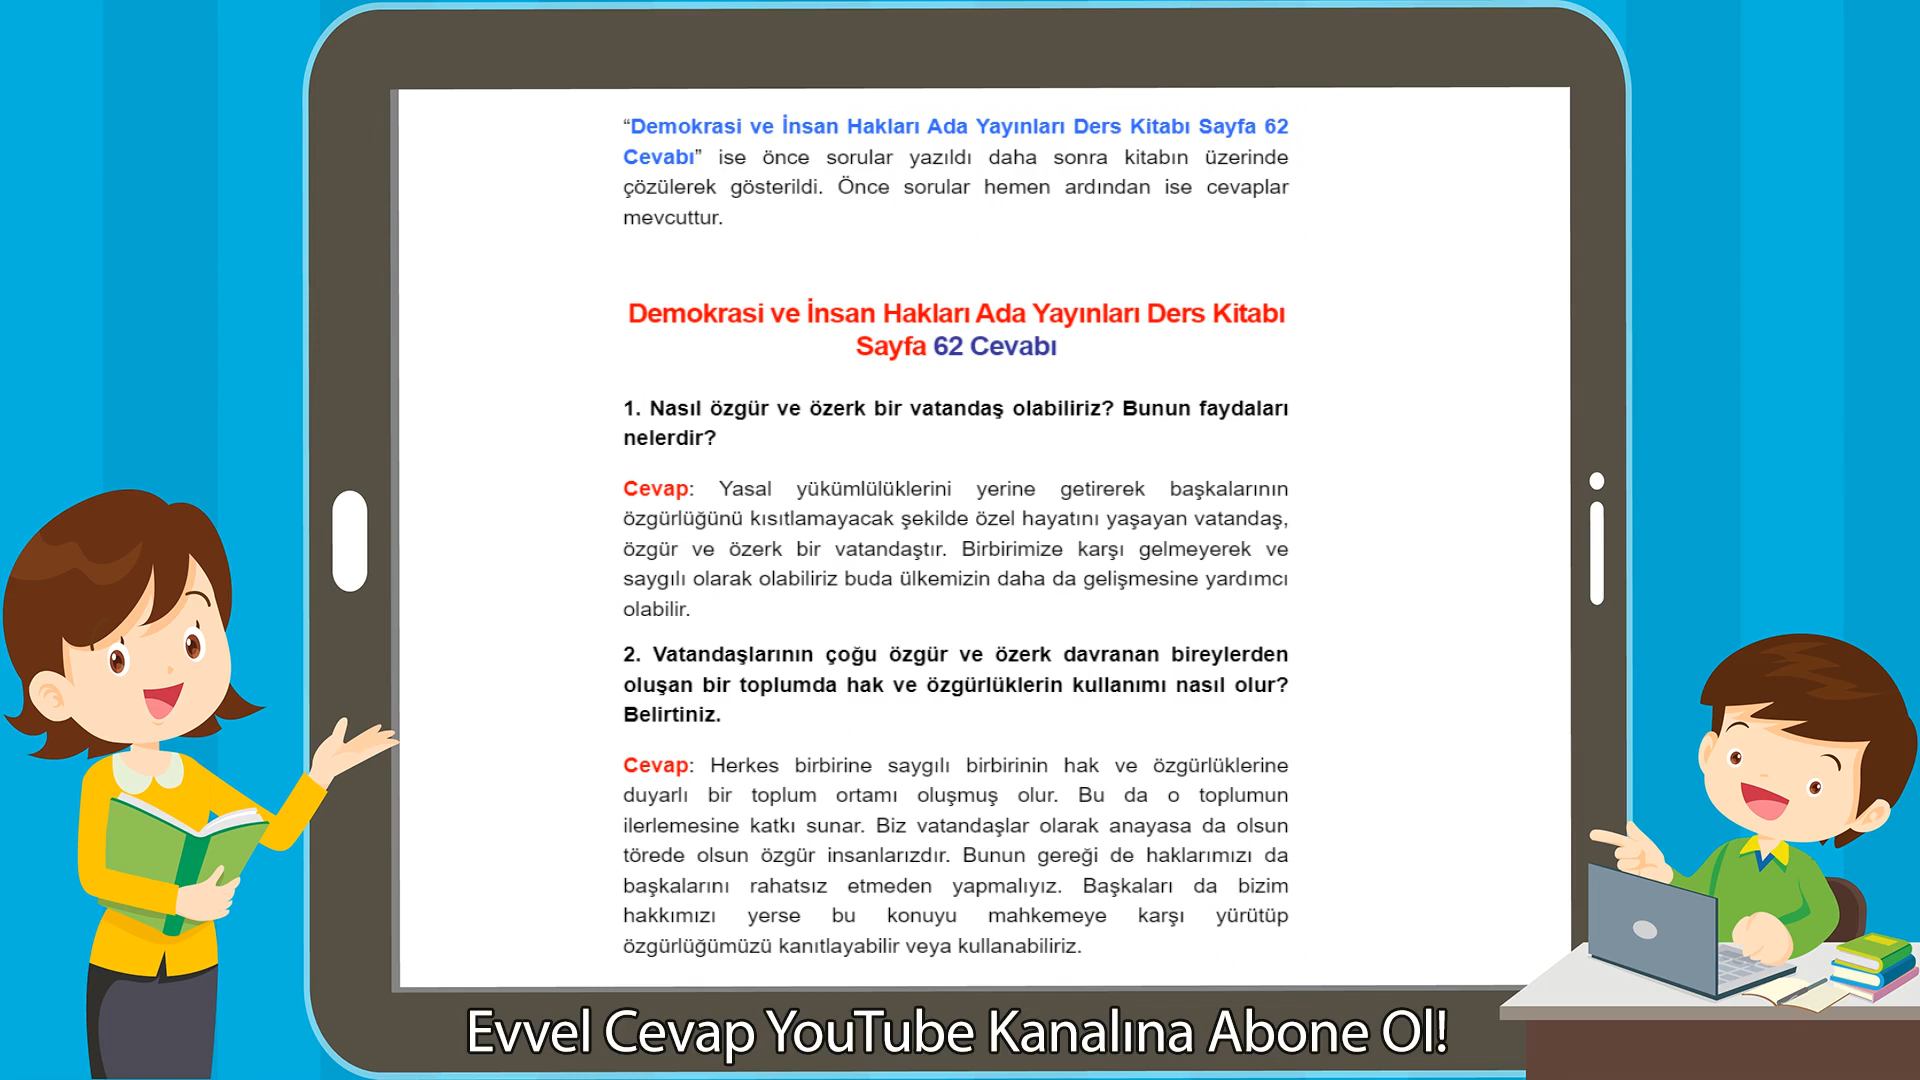 “Demokrasi ve İnsan Hakları Ada Yayınları Ders Kitabı Sayfa 62
Cevabı” ise önce sorular yazıldı daha sonra kitabın üzerinde
çözülerek gösterildi. Önce sorular hemen ardından ise cevaplar
mevcuttur.
Demokrasi ve İnsan Hakları Ada Yayınları Ders Kitabı
Sayfa 62 Cevabı
1. Nasıl özgür ve özerk bir vatandaş olabiliriz? Bunun faydaları
nelerdir?
Cevap: Yasal yükümlülüklerini yerine getirerek başkalarının
özgürlüğünü kısıtlamayacak şekilde özel hayatını yaşayan vatandaş,
özgür ve özerk bir vatandaştır. Birbirimize karşı gelmeyerek ve
saygılı olarak olabiliriz buda ülkemizin daha da gelişmesine yardımcı
olabilir.
2. Vatandaşlarının çoğu özgür ve özerk davranan bireylerden
oluşan bir toplumda hak ve özgürlüklerin kullanımı nasıl olur?
Belirtiniz.
Cevap: Herkes birbirine saygılı birbirinin hak ve özgürlüklerine
duyarlı bir toplum ortamı oluşmuş olur. Bu da o toplumun
ilerlemesine katkı sunar. Biz vatandaşlar olarak anayasa da olsun
törede olsun özgür insanlarızdır. Bunun gereği de haklarımızı da
başkalarını rahatsız etmeden yapmalıyız. Başkaları da bizim
hakkımızı yerse bu konuyu mahkemeye karşı yürütüp
özgürlüğümüzü kanıtlayabilir veya kullanabiliriz.
Evvel Cevap YouTube Kanalına Abone Ol!